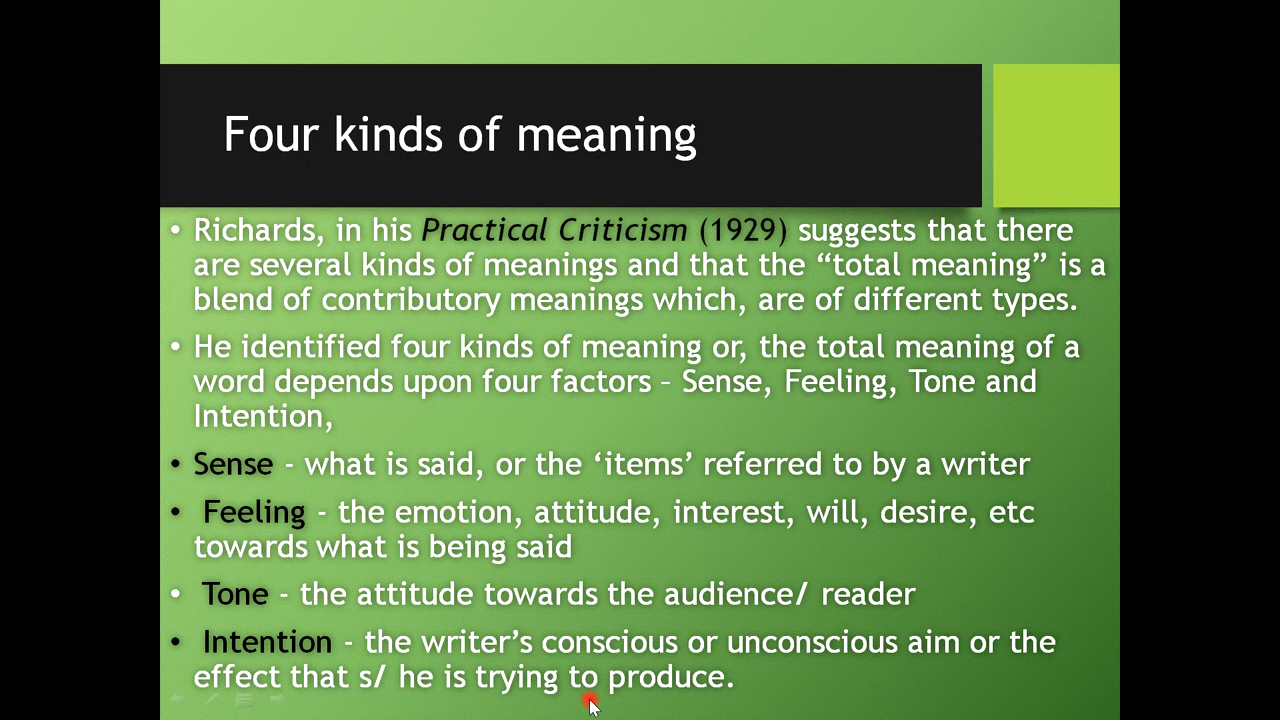 Four kinds of meaning
• Richards, in his Practical Criticism (1929) suggests that there
are several kinds of meanings and that the “total meaning” is a
blend of contributory meanings which, are of different types.
• He identified four kinds of meaning or, the total meaning of a
word depends upon four factors – Sense, Feeling, Tone and
Intention,
• Sense - what is said, or the ‘items’ referred to by a writer
• Feeling - the emotion, attitude, interest, will, desire, etc
towards what is being said
• Tone - the attitude towards the audience/ reader
• Intention - the writer’s conscious or unconscious aim or the
effect that s/ he is trying to produce.